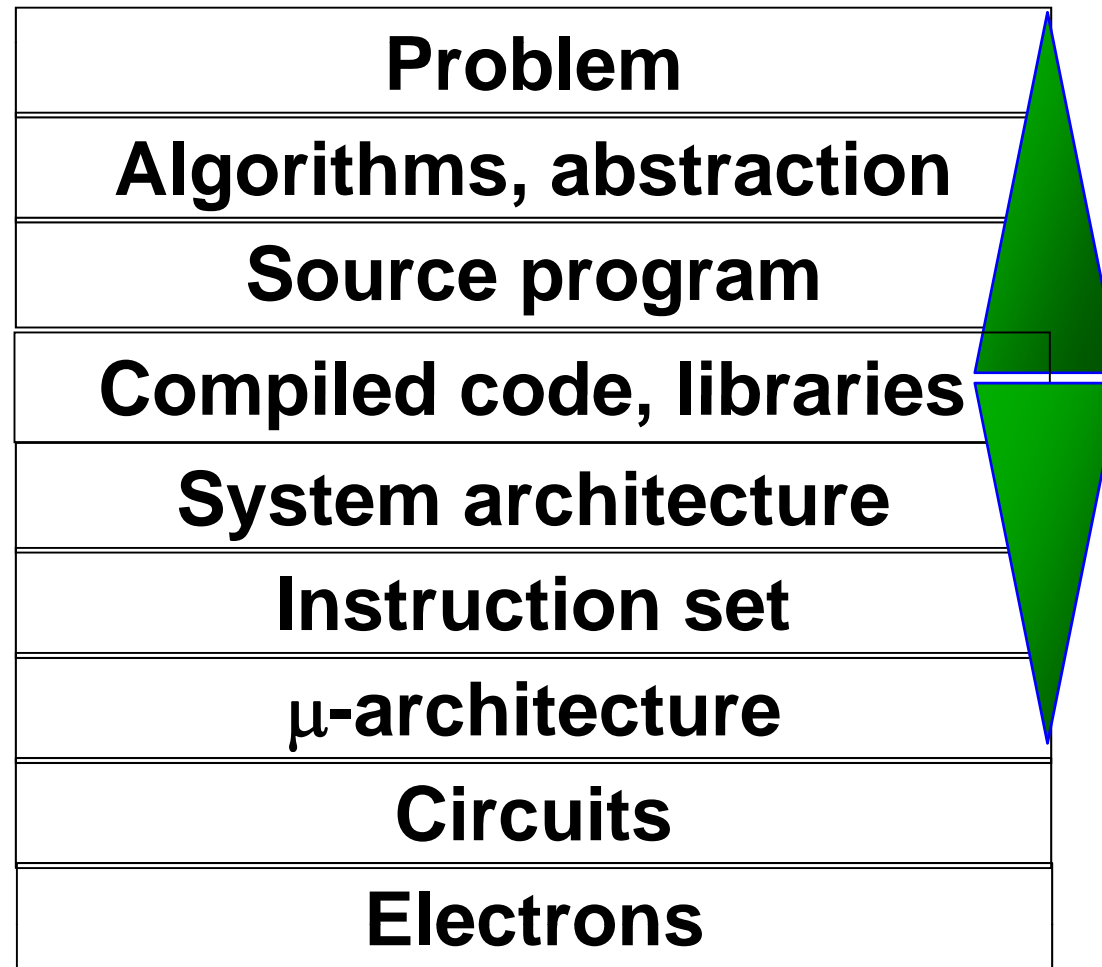 Problem
Algorithms, abstraction
Source program
Compiled code, libraries
System architecture
Instruction set
μ-architecture
Circuits
Electrons